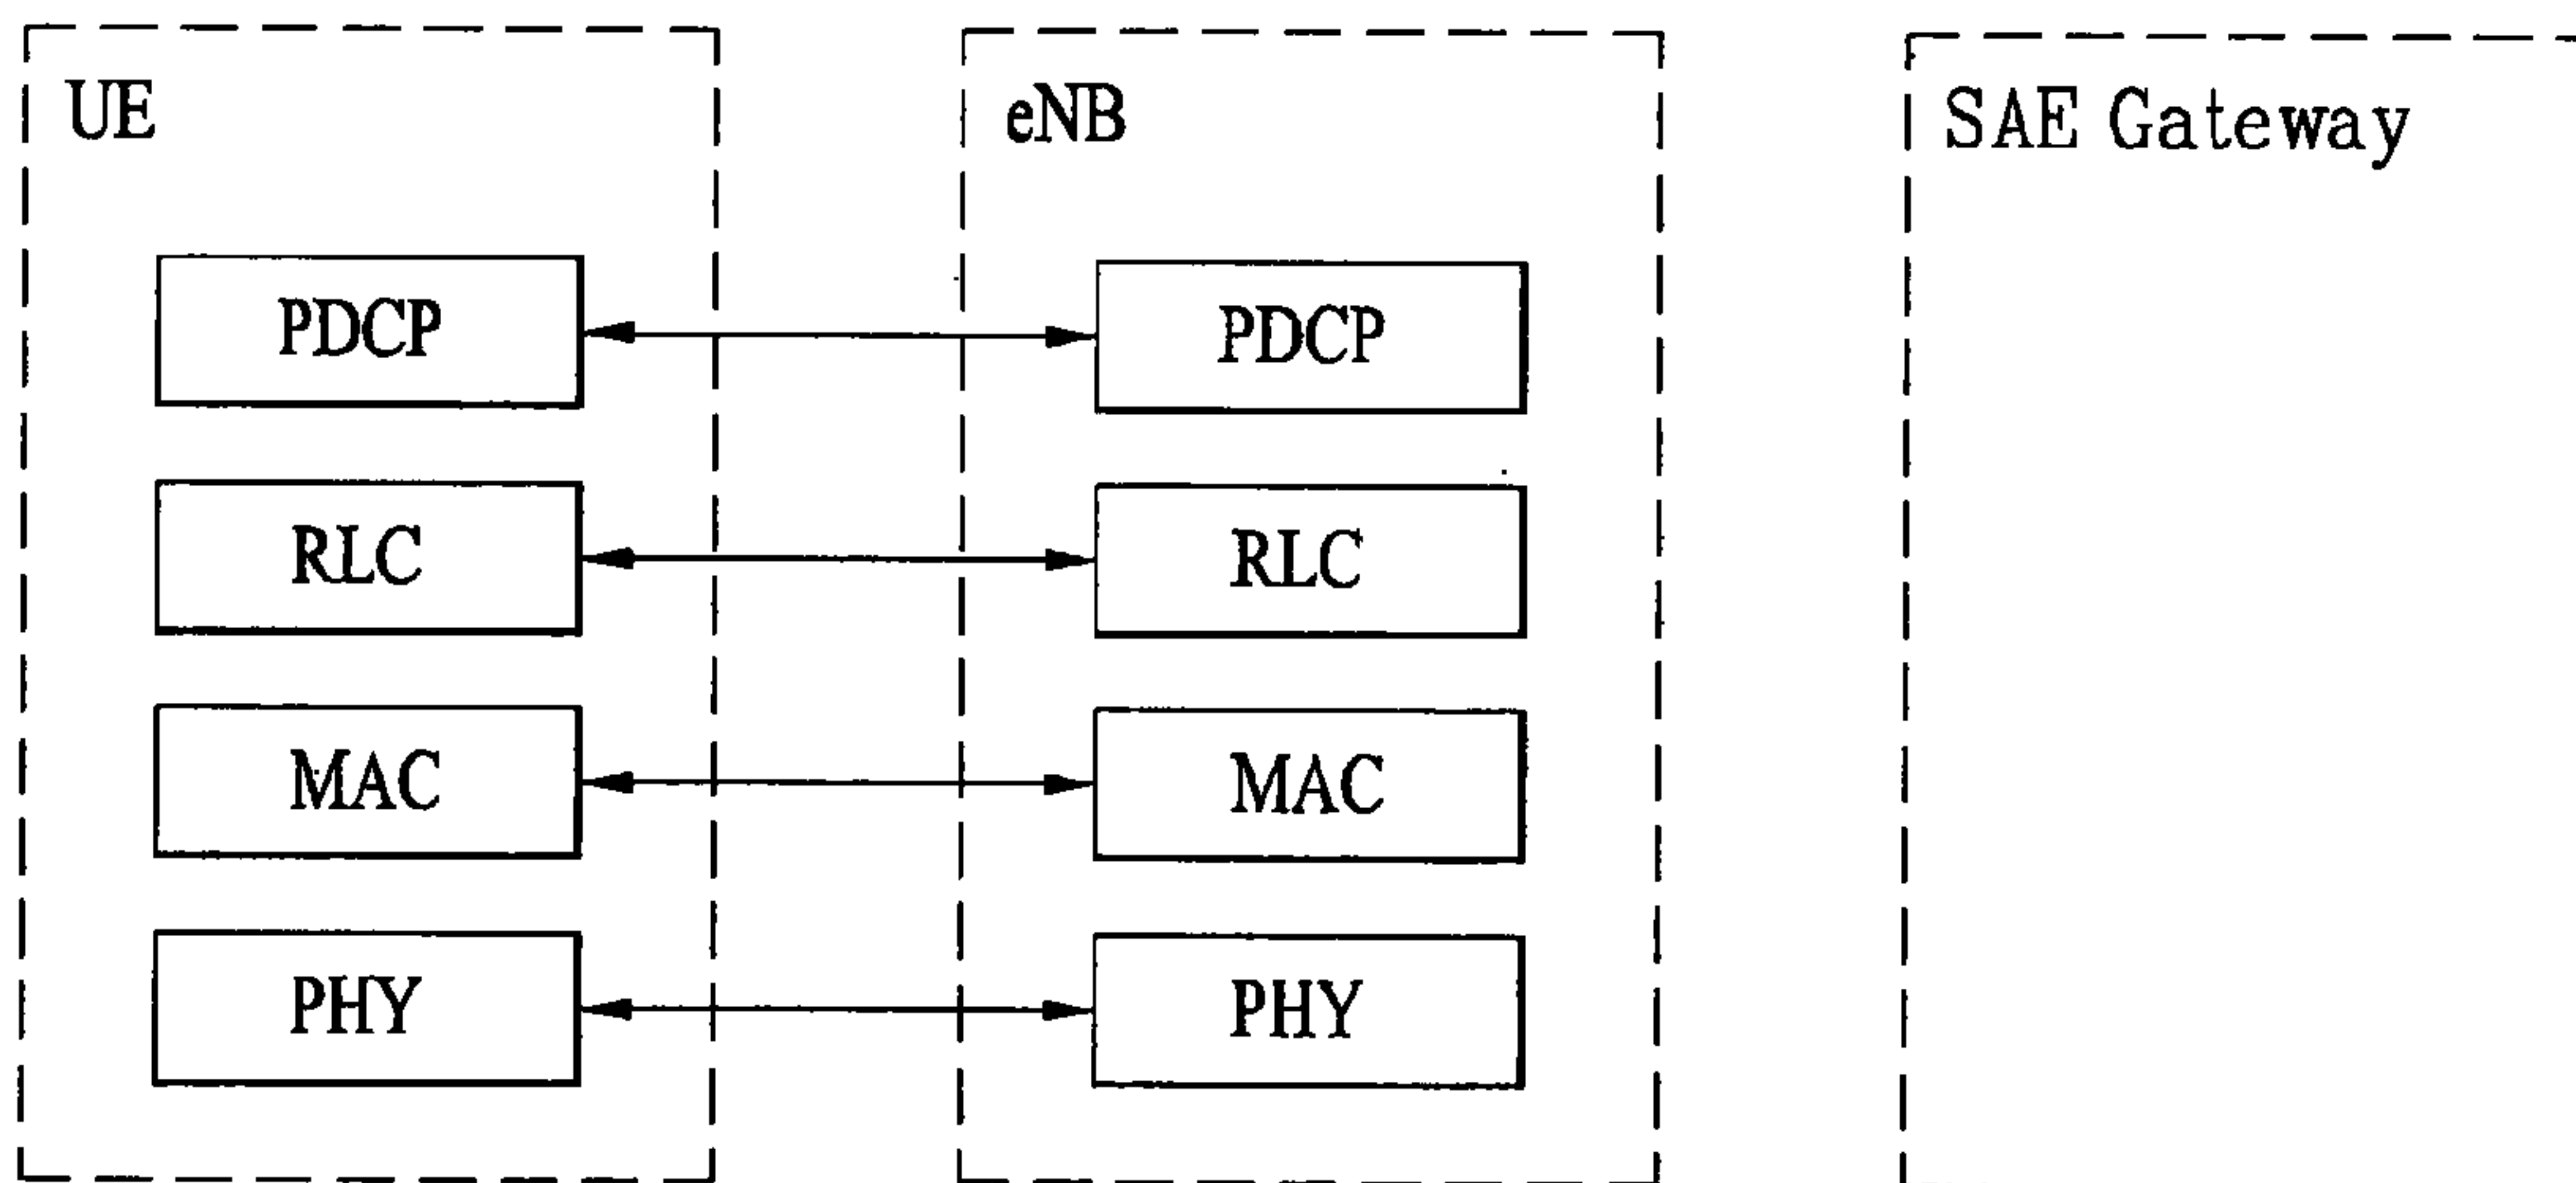 UE
eNB
SAE Gateway
PDCP
PDCP
RLC
RLC
MAC
MAC
PHY
PHY